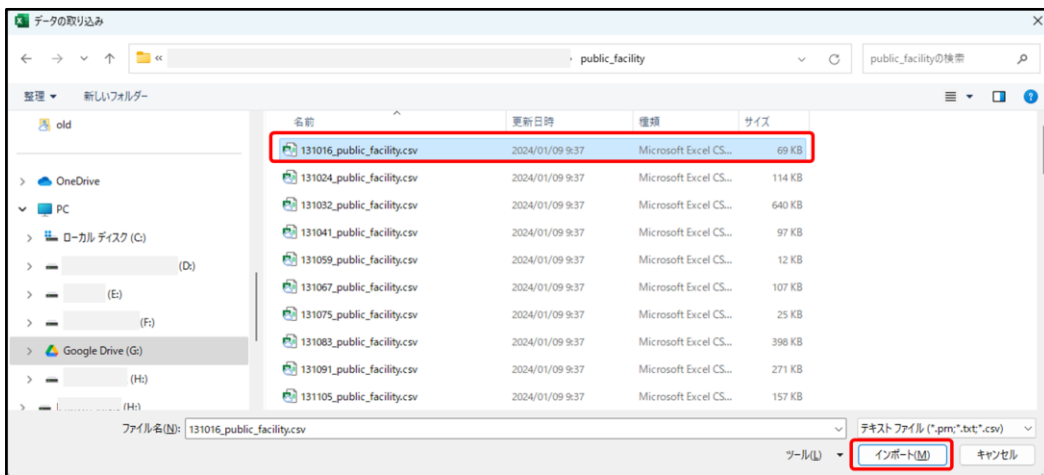 データの取り込み
« public_facility public_facilityの検索
整理 新しいフォルダー
old
OneDrive
PC
ローカル ディスク (C:)
(D:)
(E:)
(F:)
Google Drive (G:)
(H:)
(H:)
名前 更新日時 種類 サイズ
131016_public_facility.csv 2024/01/09 9:37 Microsoft Excel CS... 69 KB
131024_public_facility.csv 2024/01/09 9:37 Microsoft Excel CS... 114 KB
131032_public_facility.csv 2024/01/09 9:37 Microsoft Excel CS... 640 KB
131041_public_facility.csv 2024/01/09 9:37 Microsoft Excel CS... 97 KB
131059_public_facility.csv 2024/01/09 9:37 Microsoft Excel CS... 12 KB
131067_public_facility.csv 2024/01/09 9:37 Microsoft Excel CS... 107 KB
131075_public_facility.csv 2024/01/09 9:37 Microsoft Excel CS... 25 KB
131083_public_facility.csv 2024/01/09 9:37 Microsoft Excel CS... 398 KB
131091_public_facility.csv 2024/01/09 9:37 Microsoft Excel CS... 271 KB
131105_public_facility.csv 2024/01/09 9:37 Microsoft Excel CS... 157 KB
ファイル名(N): 131016_public_facility.csv テキスト ファイル (*.prn;*.txt;*.csv)
ツール(L) インポート(M) キャンセル